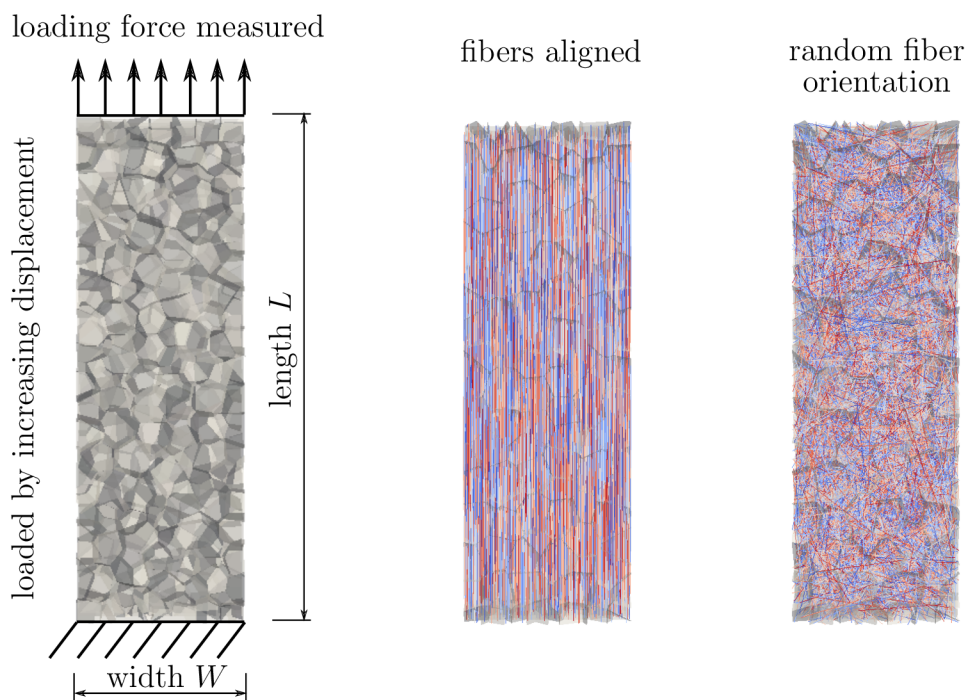 loading force measured
loaded by increasing displacement
length L
width W
fibers aligned
random fiber
orientation